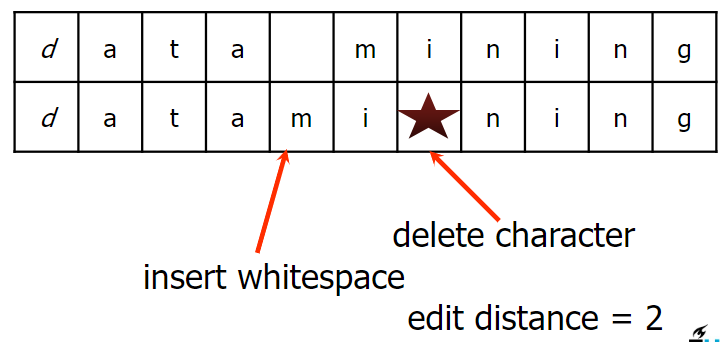 d a t a m i n i n g
d a t a m i n i n g
delete character
insert whitespace
edit distance = 2